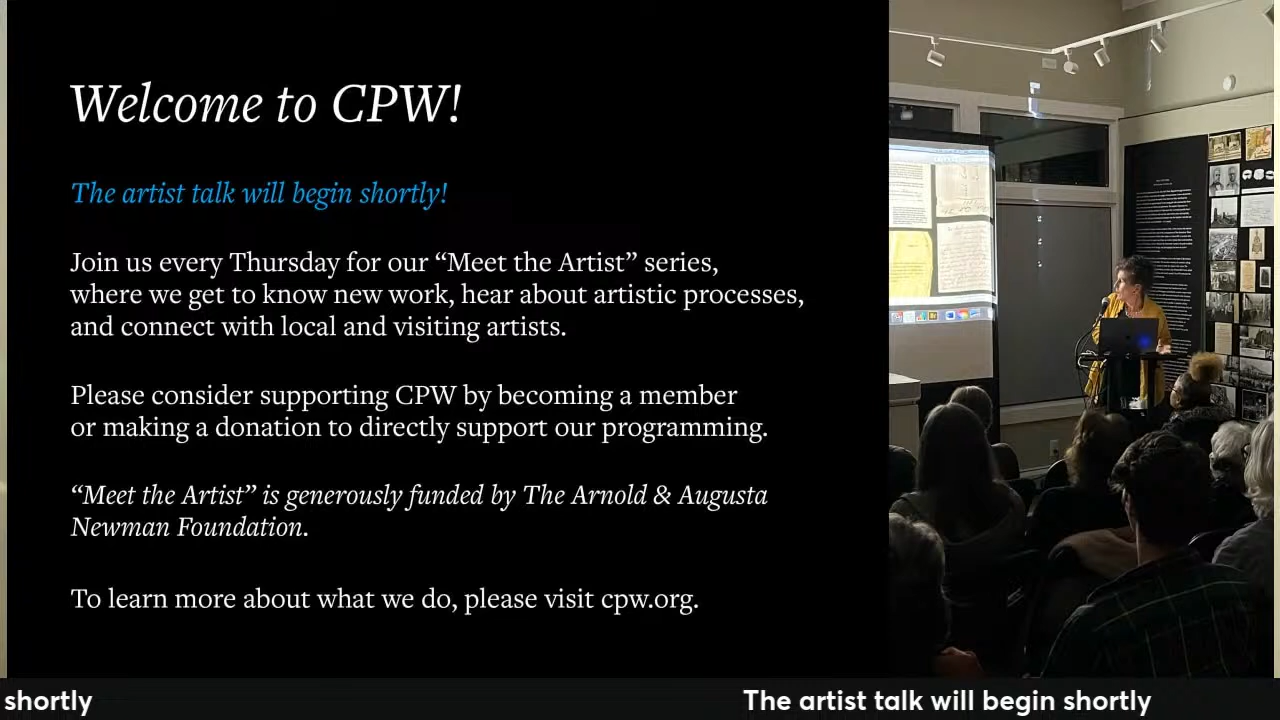 Welcome to CPW!
The artist talk will begin shortly!
Join us every Thursday for our “Meet the Artist” series,
where we get to know new work, hear about artistic processes,
and connect with local and visiting artists.
Please consider supporting CPW by becoming a member
or making a donation to directly support our programming.
“Meet the Artist” is generously funded by The Arnold & Augusta
Newman Foundation.
To learn more about what we do, please visit cpw.org.
shortly
The artist talk will begin shortly